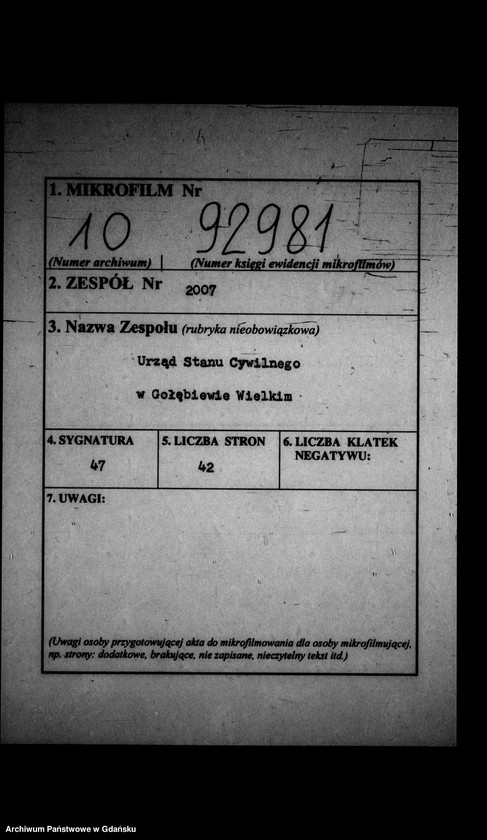 1. MIKROFILM Nr
10 92981
(Numer archiwum) (Numer księgi ewidencji mikrofilmów)
2. ZESPÓŁ Nr 2007
3. Nazwa Zespołu (rubryka nieobowiązkowa)
Urząd Stanu Cywilnego
w Gołębiewie Wielkim
4. SYGNATURA 5. LICZBA STRON 6. LICZBA KLATEK
NEGATYWU:
47 42
7. UWAGI:
(Uwagi osoby przygotowującej akta do mikrofilmowania dla osoby mikrofilmującej,
np. strony: dodatkowe, brakujące, nie zapisane, nieczytelny tekst itd.)
Archiwum Państwowe w Gdańsku